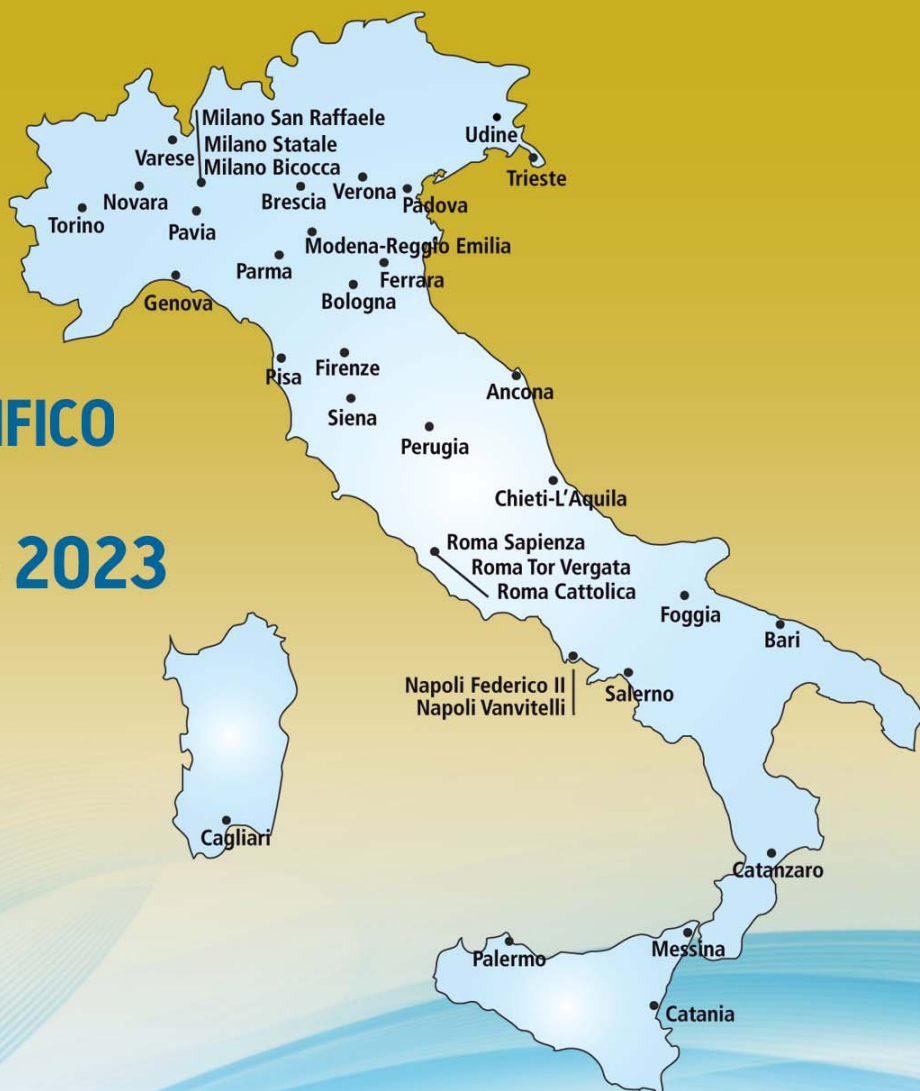 Milano San Raffaele
Milano Statale
Milano Bicocca
Udine
Varese
Trieste
Novara
Brescia
Verona
Padova
Torino
Pavia
Modena-Reggio Emilia
Parma
Ferrara
Genova
Bologna
Pisa
Firenze
Ancona
Siena
IFICO
Perugia
Chieti-L'Aquila
2023
Roma Sapienza
Roma Tor Vergata
Roma Cattolica
Foggia
Bari
Napoli Federico II
Napoli Vanvitelli
Salerno
Cagliari
Catanzaro
Palermo
Messina
Catania